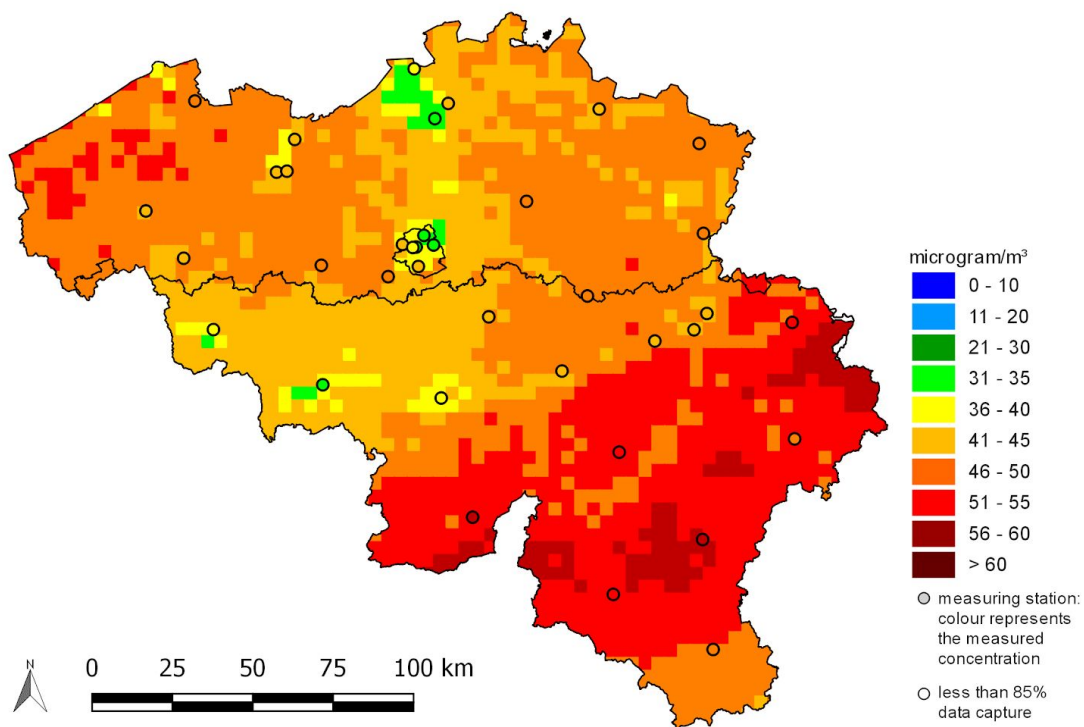 microgram/m³
0 - 10
11 - 20
21 - 30
31 - 35
36 - 40
41 - 45
46 - 50
51 - 55
56 - 60
> 60
measuring station:
colour represents
the measured
concentration
less than 85%
data capture
N
0 25 50 75 100 km